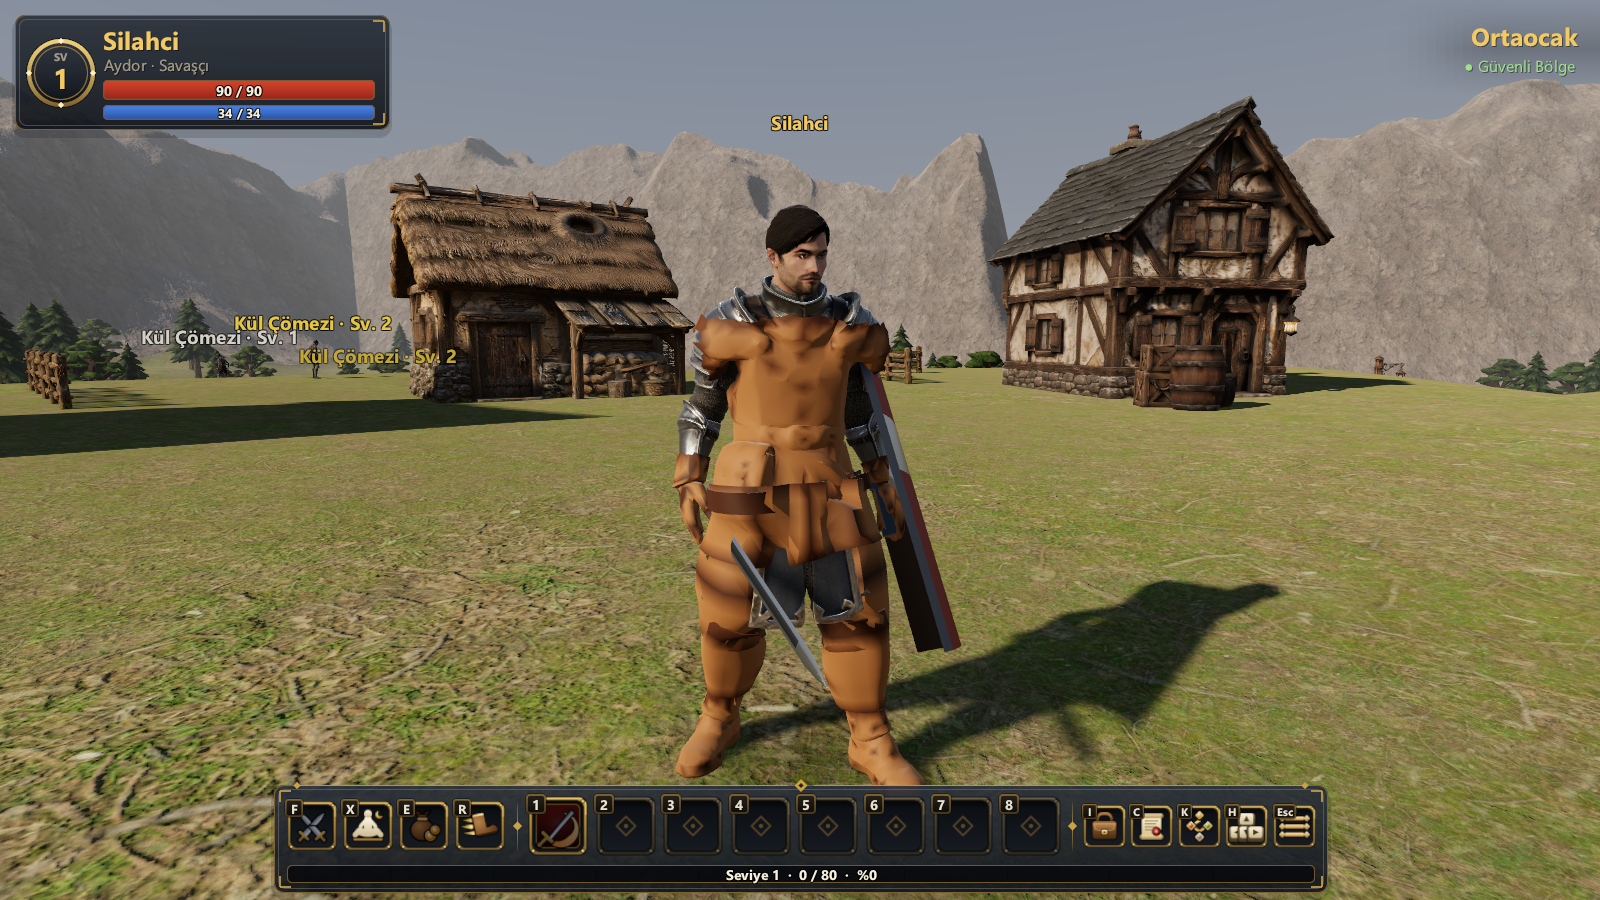 SV
1
Silahci
Aydor · Savaşçı
90 / 90
34 / 34
Ortaocak
Güvenli Bölge
Silahci
Kül Çömezi · Sv. 2
Kül Çömezi · Sv. 1
Kül Çömezi · Sv. 2
F X E R 1 2 3 4 5 6 7 8 I C K H Esc
Seviye 1 · 0 / 80 · %0